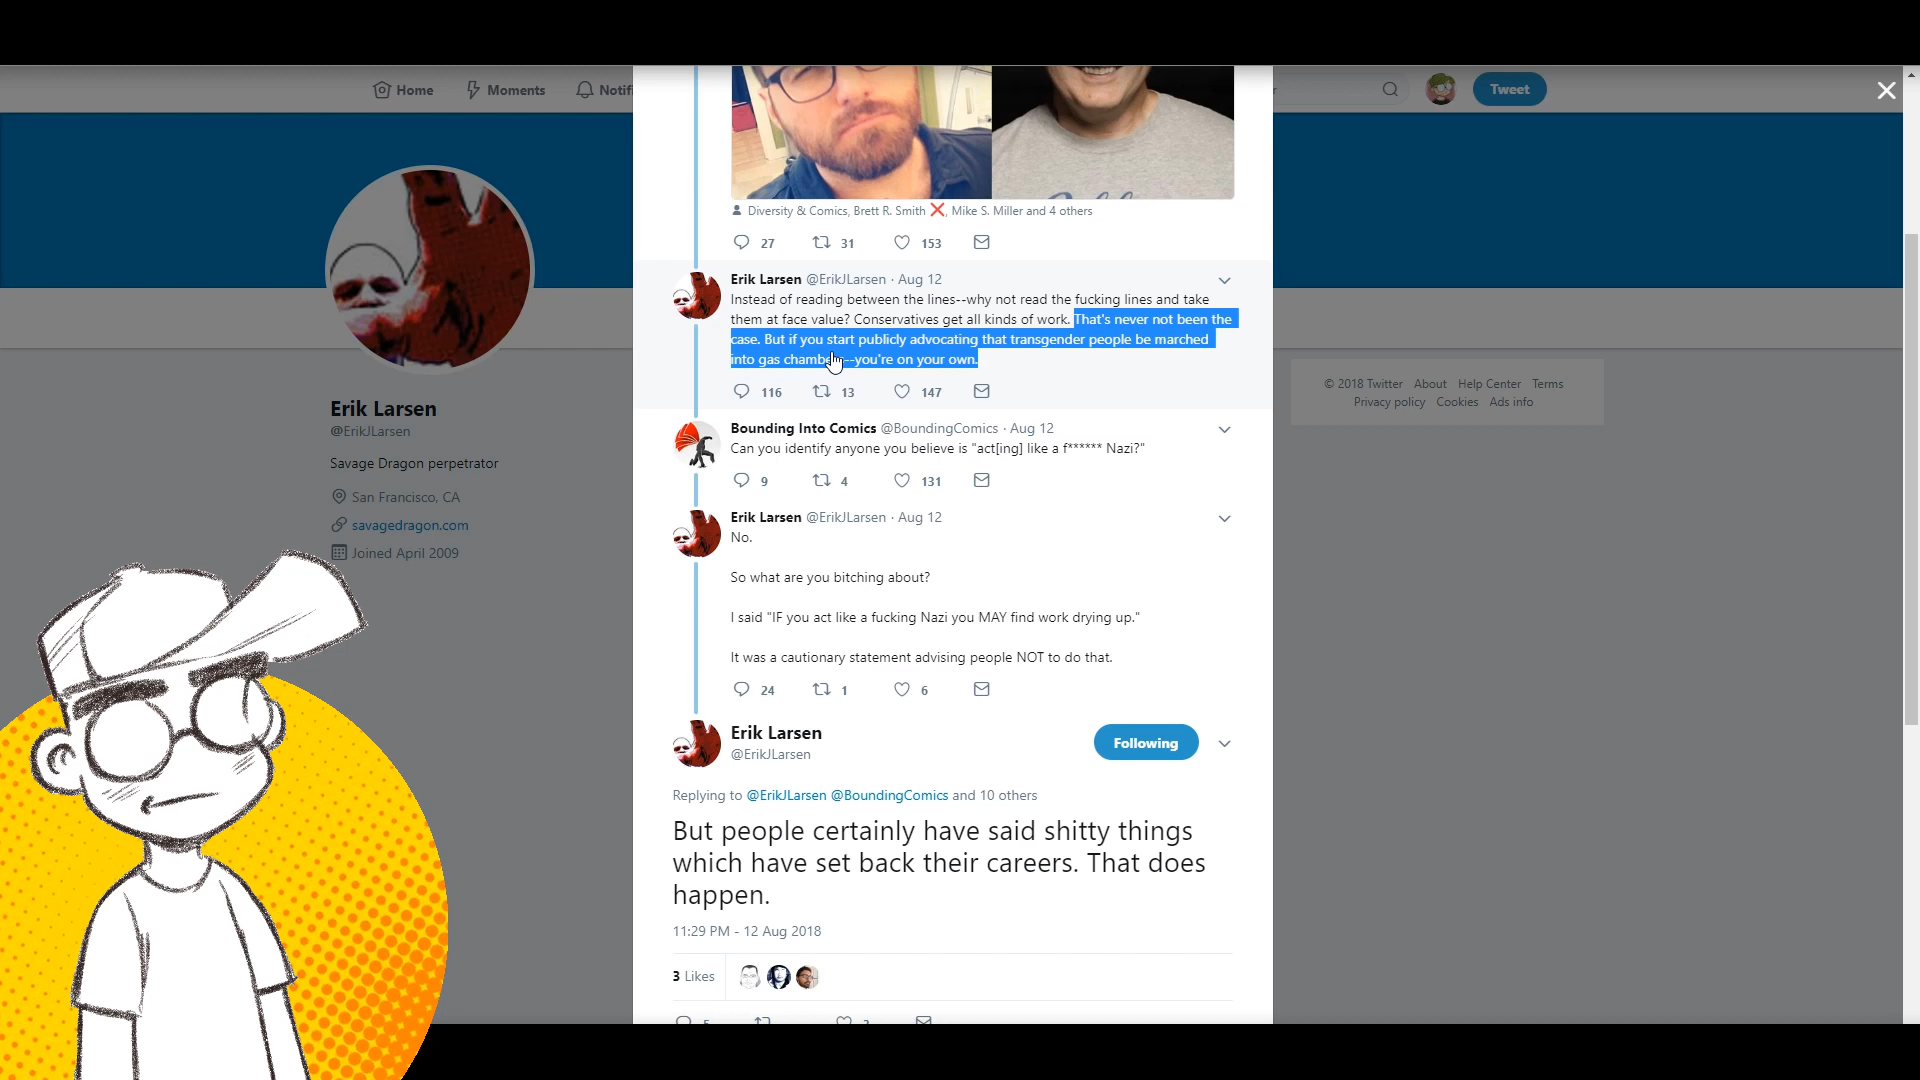 Home
Moments
Notifi
r
Tweet
Diversity & Comics, Brett R. Smith ❌, Mike S. Miller and 4 others
27 31 153
Erik Larsen @ErikJLarsen · Aug 12
Instead of reading between the lines--why not read the fucking lines and take
them at face value? Conservatives get all kinds of work. That's never not been the
case. But if you start publicly advocating that transgender people be marched
into gas chambe --you're on your own.
116 13 147
Bounding Into Comics @BoundingComics · Aug 12
Can you identify anyone you believe is "act[ing] like a f****** Nazi?"
9 4 131
Erik Larsen @ErikJLarsen · Aug 12
No.
So what are you bitching about?
I said "IF you act like a fucking Nazi you MAY find work drying up."
It was a cautionary statement advising people NOT to do that.
24 1 6
Erik Larsen
@ErikJLarsen
Following
Replying to @ErikJLarsen @BoundingComics and 10 others
But people certainly have said shitty things
which have set back their careers. That does
happen.
11:29 PM - 12 Aug 2018
3 Likes
Erik Larsen
@ErikJLarsen
Savage Dragon perpetrator
San Francisco, CA
savagedragon.com
Joined April 2009
© 2018 Twitter About Help Center Terms
Privacy policy Cookies Ads info